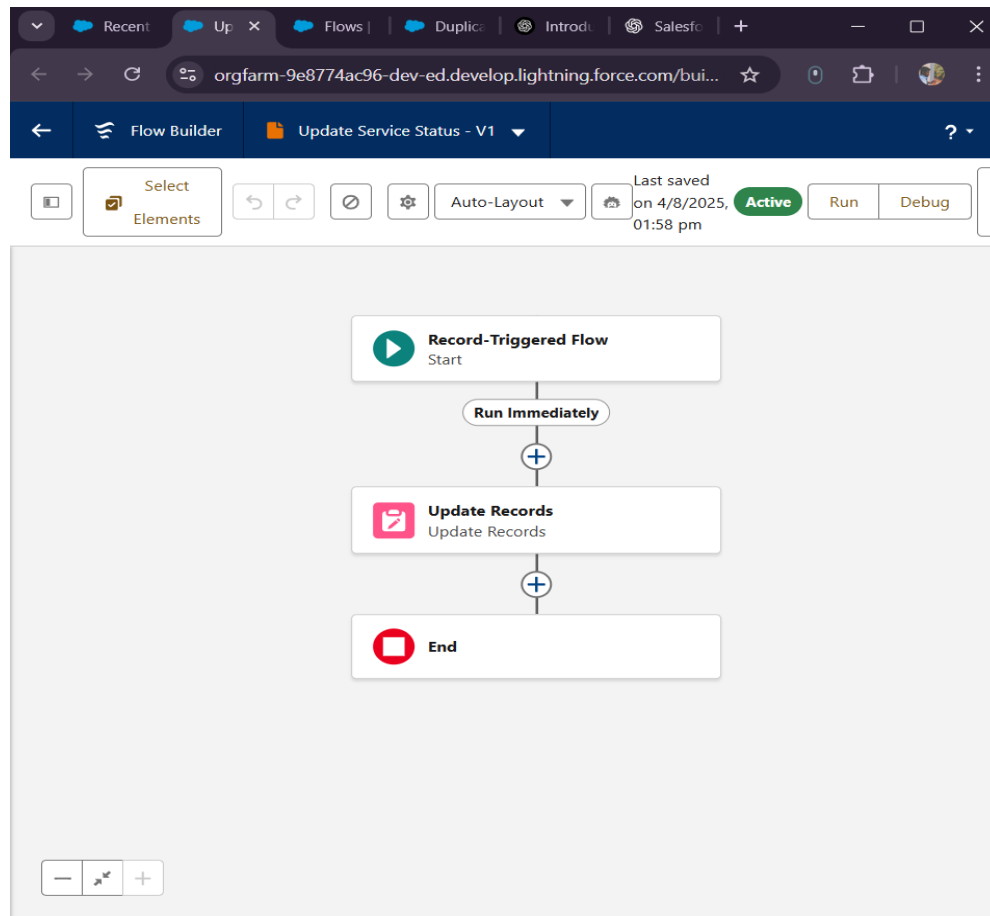 Recent
Up
Flows |
Duplica
Introdu
Salesfo
orgfarm-9e8774ac96-dev-ed.develop.lightning.force.com/bui...
Flow Builder
Update Service Status - V1
?
Select
Elements
Auto-Layout
Last saved
on 4/8/2025,
01:58 pm
Active
Run
Debug
Record-Triggered Flow
Start
Run Immediately
Update Records
Update Records
End